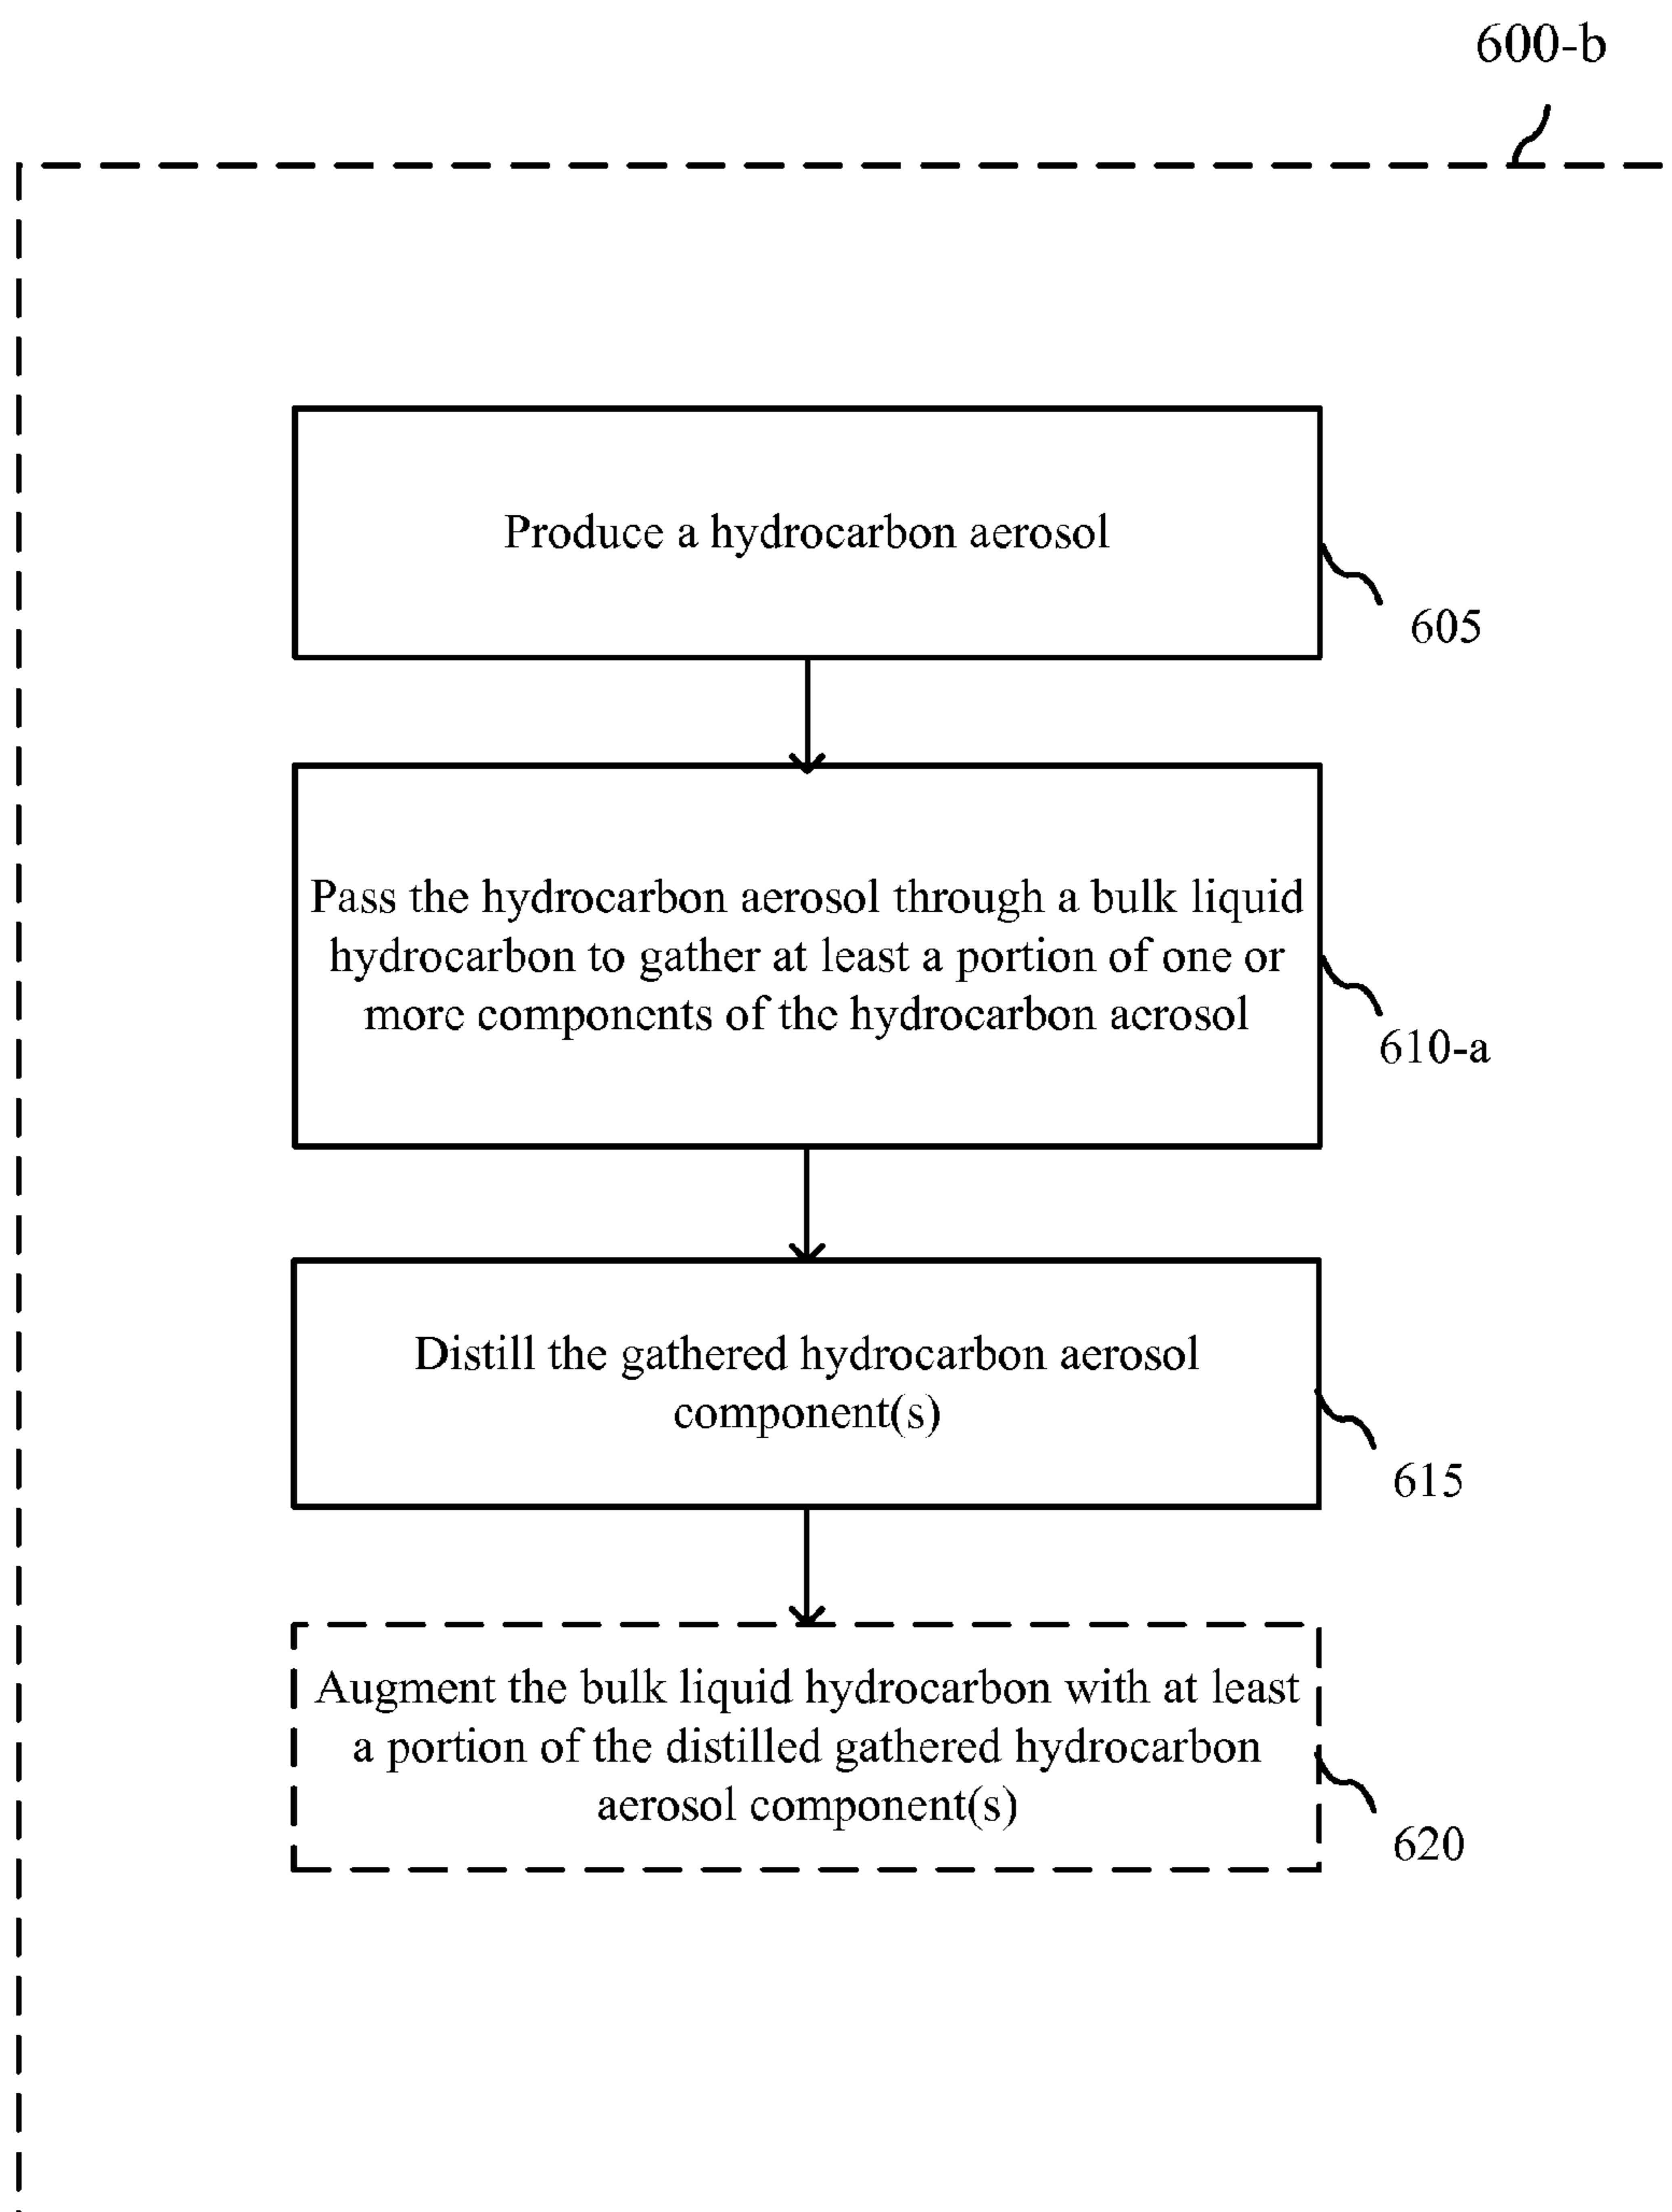 600-b
Produce a hydrocarbon aerosol
605
Pass the hydrocarbon aerosol through a bulk liquid
hydrocarbon to gather at least a portion of one or
more components of the hydrocarbon aerosol
610-a
Distill the gathered hydrocarbon aerosol
component(s)
615
Augment the bulk liquid hydrocarbon with at least
a portion of the distilled gathered hydrocarbon
aerosol component(s)
620